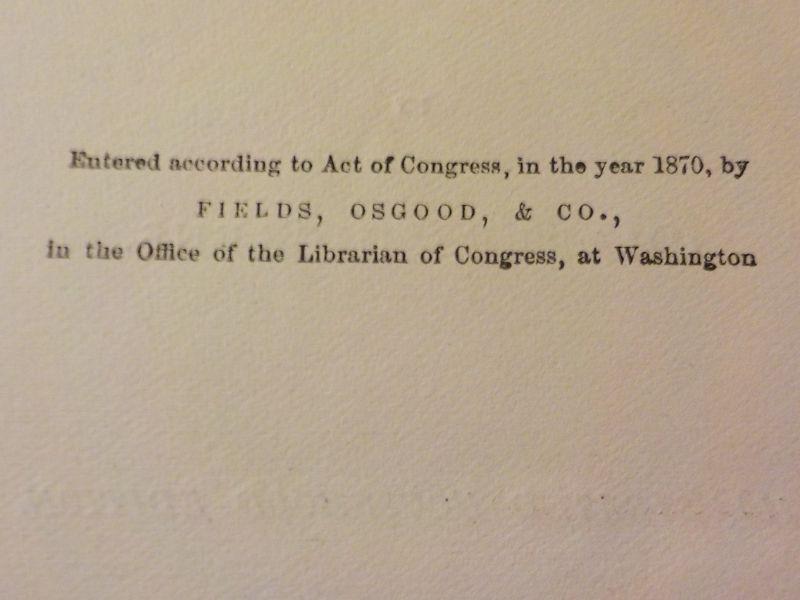 Entered according to Act of Congress, in the year 1870, by
FIELDS, OSGOOD, & CO.,
in the Office of the Librarian of Congress, at Washington